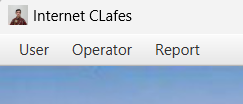 Internet CLafes
User Operator Report